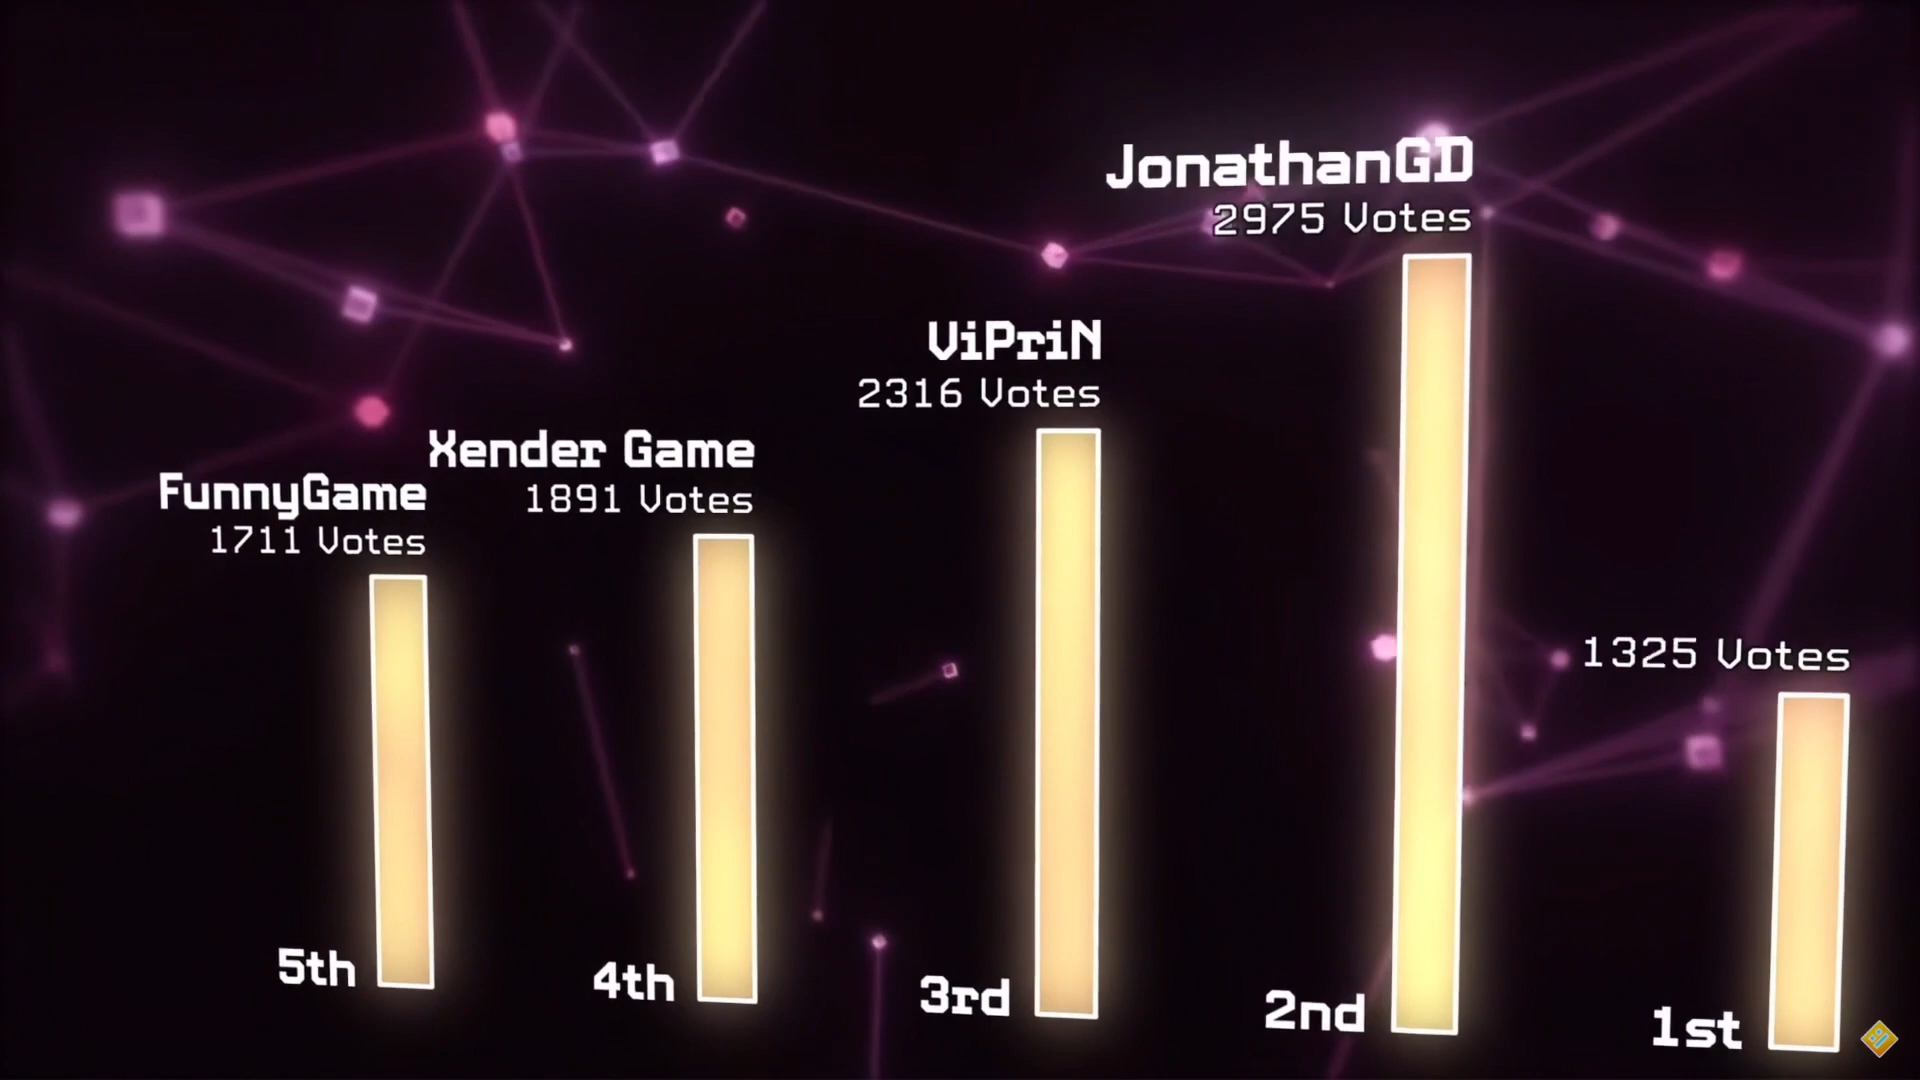 JonathanGD
2975 Votes
ViPriN
2316 Votes
Xender Game
1891 Votes
FunnyGame
1711 Votes
1325 Votes
5th
4th
3rd
2nd
1st